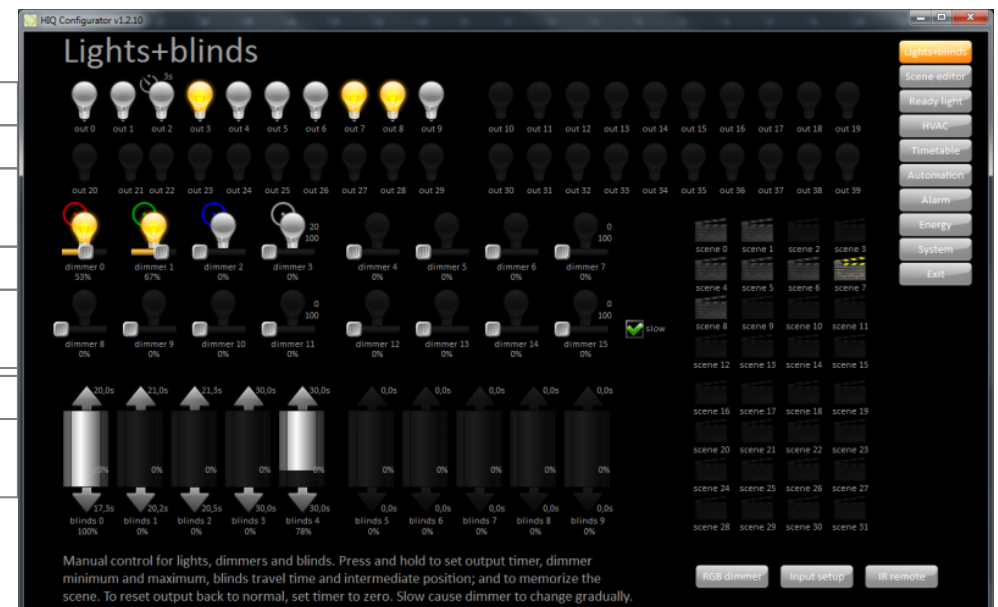 HIQ Configurator v1.2.10
Lights+blinds
Lights+blinds
Scene editor
Ready light
HVAC
Timetable
Automation
Alarm
Energy
System
Exit
3s
out 0 out 1 out 2 out 3 out 4 out 5 out 6 out 7 out 8 out 9 out 10 out 11 out 12 out 13 out 14 out 15 out 16 out 17 out 18 out 19
out 20 out 21 out 22 out 23 out 24 out 25 out 26 out 27 out 28 out 29 out 30 out 31 out 32 out 33 out 34 out 35 out 36 out 37 out 38 out 39
20 0
100 100
dimmer 0 dimmer 1 dimmer 2 dimmer 3 dimmer 4 dimmer 5 dimmer 6 dimmer 7
53% 67% 0% 0% 0% 0% 0% 0%
0 0
100 100
dimmer 8 dimmer 9 dimmer 10 dimmer 11 dimmer 12 dimmer 13 dimmer 14 dimmer 15
0% 0% 0% 0% 0% 0% 0% 0%
slow
scene 0 scene 1 scene 2 scene 3
scene 4 scene 5 scene 6 scene 7
scene 8 scene 9 scene 10 scene 11
scene 12 scene 13 scene 14 scene 15
scene 16 scene 17 scene 18 scene 19
scene 20 scene 21 scene 22 scene 23
scene 24 scene 25 scene 26 scene 27
scene 28 scene 29 scene 30 scene 31
20,0s 21,0s 21,3s 30,0s 30,0s 0,0s 0,0s 0,0s 0,0s 0,0s
0% 0% 0% 0% 0% 0% 0% 0% 0%
17,3s 20,2s 20,5s 30,0s 30,0s 0,0s 0,0s 0,0s 0,0s 0,0s
blinds 0 blinds 1 blinds 2 blinds 3 blinds 4 blinds 5 blinds 6 blinds 7 blinds 8 blinds 9
100% 0% 0% 0% 78% 0% 0% 0% 0% 0%
Manual control for lights, dimmers and blinds. Press and hold to set output timer, dimmer
minimum and maximum, blinds travel time and intermediate position; and to memorize the
scene. To reset output back to normal, set timer to zero. Slow cause dimmer to change gradually.
RGB dimmer Input setup IR remote